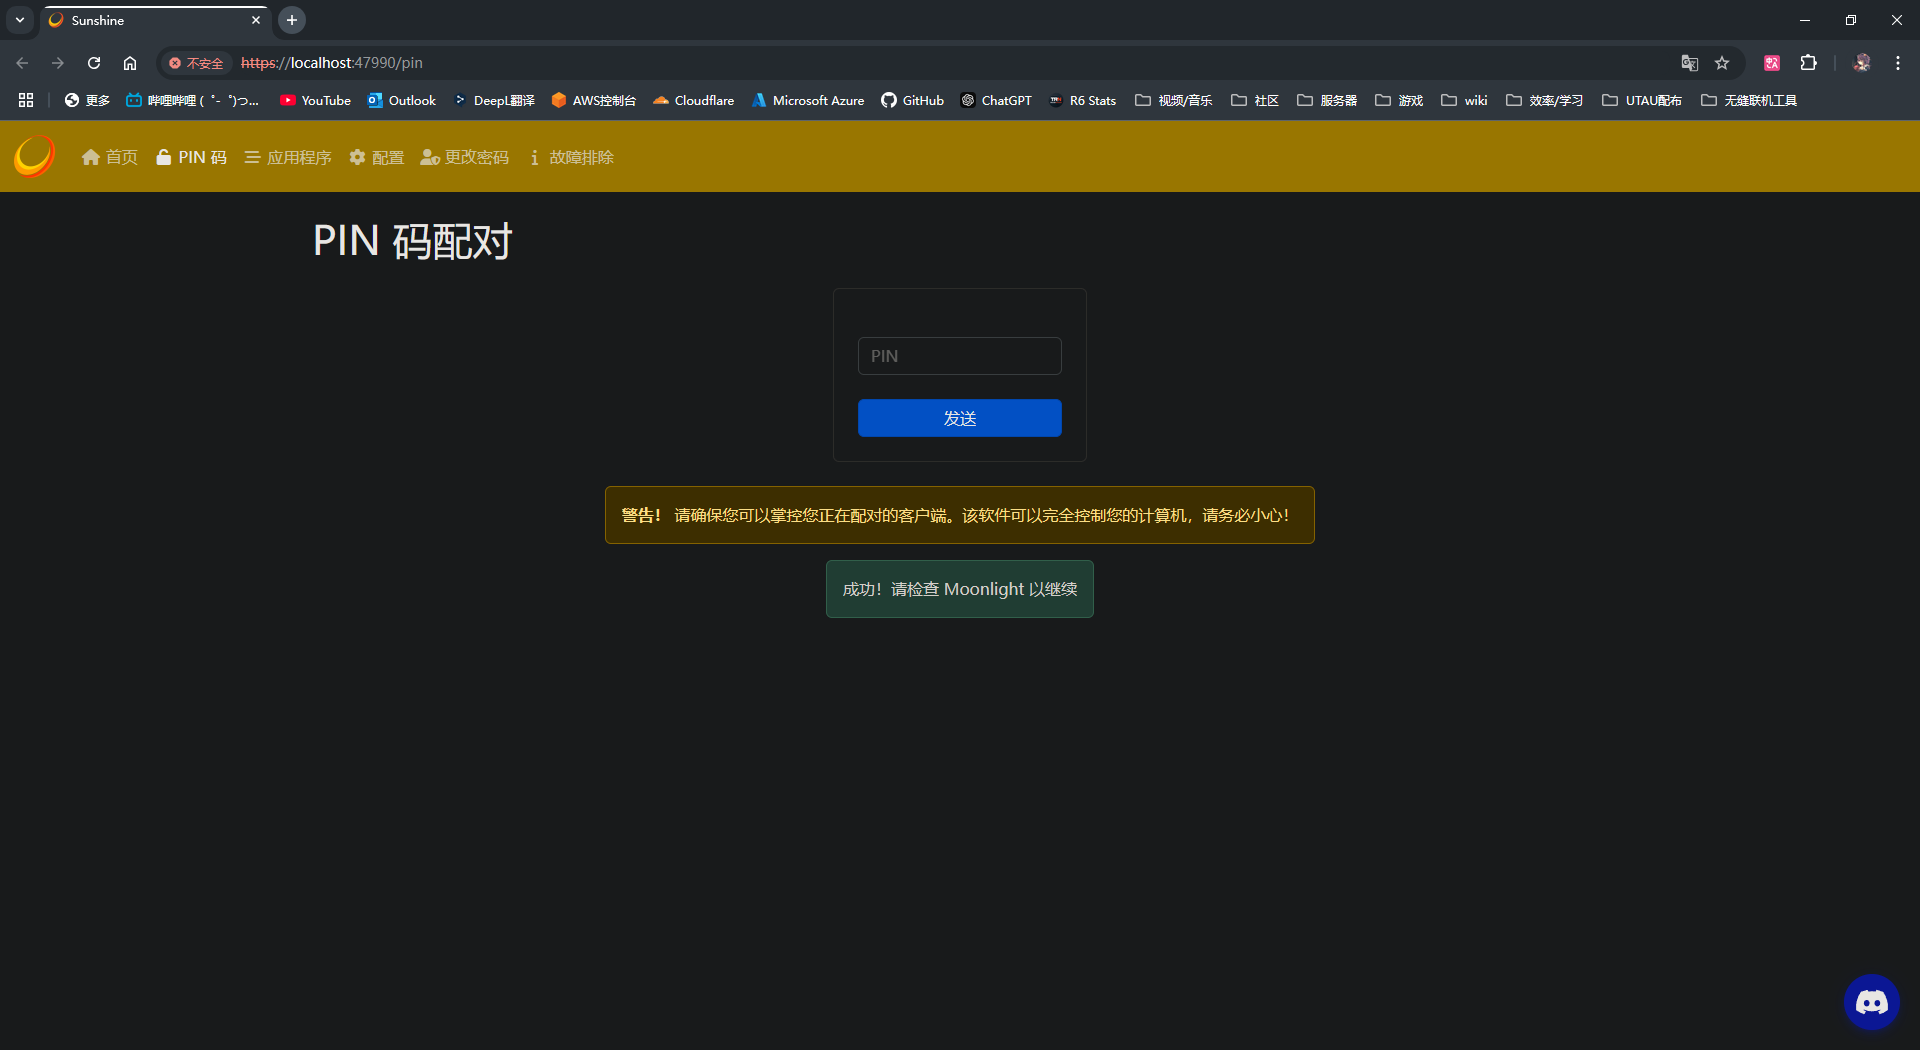 Sunshine
不安全 https://localhost:47990/pin
更多 哔哩哔哩 (゜-゜)つ... YouTube Outlook DeepL翻译 AWS控制台 Cloudflare Microsoft Azure GitHub ChatGPT R6 Stats 视频/音乐 社区 服务器 游戏 wiki 效率/学习 UTAU配布 无缝联机工具
首页 PIN 码 应用程序 配置 更改密码 故障排除
PIN 码配对
PIN
发送
警告！ 请确保您可以掌控您正在配对的客户端。该软件可以完全控制您的计算机，请务必小心！
成功！请检查 Moonlight 以继续